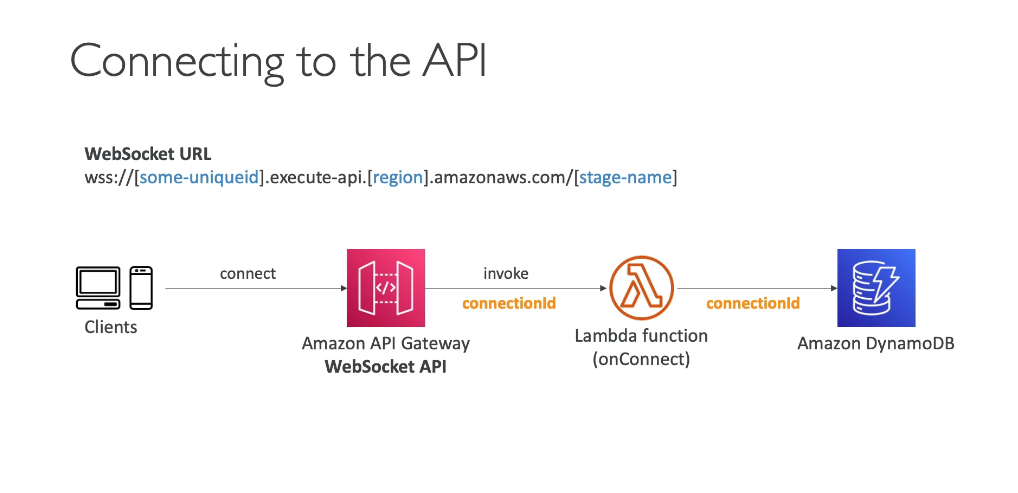 Connecting to the API
WebSocket URL
wss://[some-uniqueid].execute-api.[region].amazonaws.com/[stage-name]
connect
invoke
connectionId
connectionId
Clients
Amazon API Gateway
WebSocket API
Lambda function
(onConnect)
Amazon DynamoDB